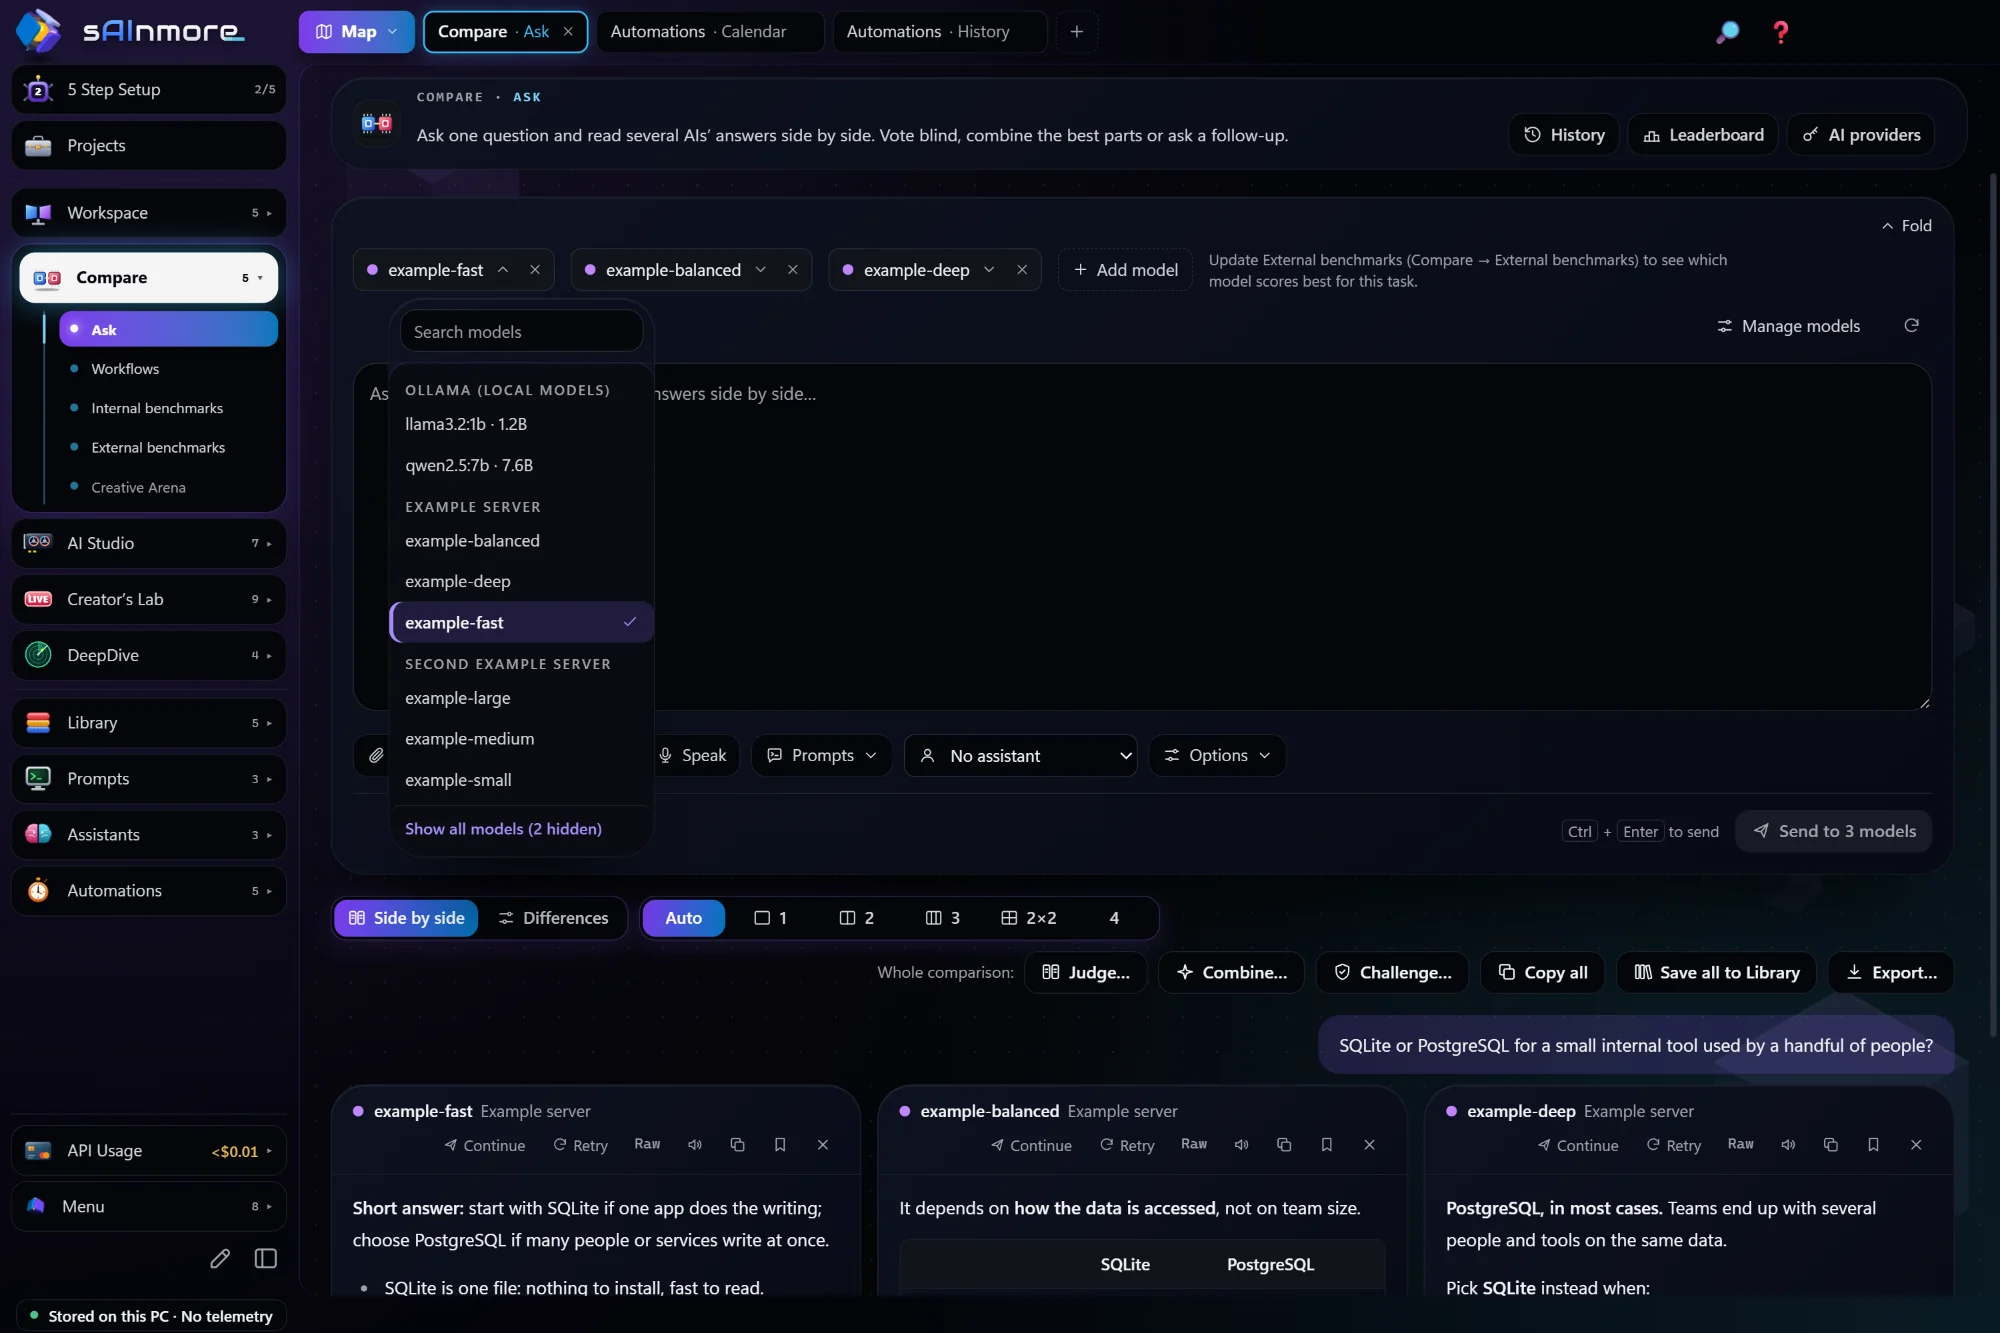 sAInmore
Map
Compare · Ask
Automations · Calendar
Automations · History
5 Step Setup 2/5
Projects
Workspace 5
Compare 5
Ask
Workflows
Internal benchmarks
External benchmarks
Creative Arena
AI Studio 7
LIVE Creator's Lab 9
DeepDive 4
Library 5
Prompts 3
Assistants 3
Automations 5
API Usage <$0.01
Menu 8
Stored on this PC · No telemetry
COMPARE · ASK
Ask one question and read several AIs’ answers side by side. Vote blind, combine the best parts or ask a follow-up.
History
Leaderboard
AI providers
Fold
example-fast
example-balanced
example-deep
+ Add model
Update External benchmarks (Compare → External benchmarks) to see which
model scores best for this task.
Manage models
Search models
As
nswers side by side...
OLLAMA (LOCAL MODELS)
llama3.2:1b · 1.2B
qwen2.5:7b · 7.6B
EXAMPLE SERVER
example-balanced
example-deep
example-fast
SECOND EXAMPLE SERVER
example-large
example-medium
example-small
Show all models (2 hidden)
Speak
Prompts
No assistant
Options
Ctrl + Enter to send
Send to 3 models
Side by side
Differences
Auto
1
2
3
2×2
4
Whole comparison:
Judge...
Combine...
Challenge...
Copy all
Save all to Library
Export...
SQLite or PostgreSQL for a small internal tool used by a handful of people?
example-fast Example server
Continue Retry Raw
Short answer: start with SQLite if one app does the writing;
choose PostgreSQL if many people or services write at once.
• SQLite is one file: nothing to install, fast to read.
example-balanced Example server
Continue Retry Raw
It depends on how the data is accessed, not on team size.
SQLite PostgreSQL
example-deep Example server
Continue Retry Raw
PostgreSQL, in most cases. Teams end up with several
people and tools on the same data.
Pick SQLite instead when: